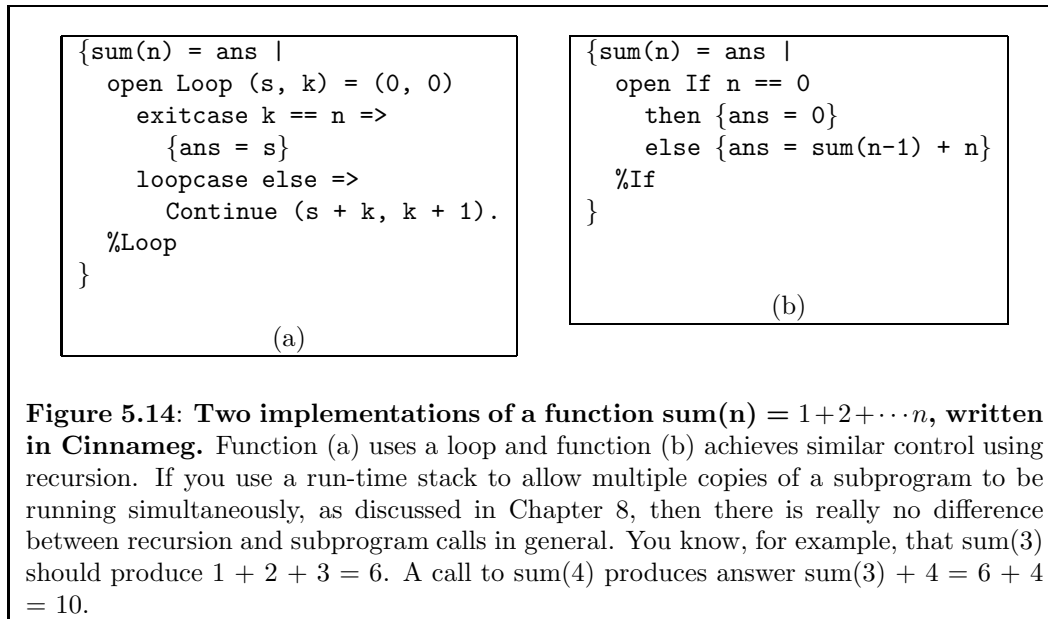 {sum(n) = ans |
  open Loop (s, k) = (0, 0)
    exitcase k == n =>
      {ans = s}
    loopcase else =>
      Continue (s + k, k + 1).
  %Loop
}
(a)
{sum(n) = ans |
  open If n == 0
    then {ans = 0}
    else {ans = sum(n-1) + n}
  %If
}
(b)
Figure 5.14: Two implementations of a function sum(n) = 1+2+⋯n, written
in Cinnameg. Function (a) uses a loop and function (b) achieves similar control using
recursion. If you use a run-time stack to allow multiple copies of a subprogram to be
running simultaneously, as discussed in Chapter 8, then there is really no difference
between recursion and subprogram calls in general. You know, for example, that sum(3)
should produce 1 + 2 + 3 = 6. A call to sum(4) produces answer sum(3) + 4 = 6 + 4
= 10.